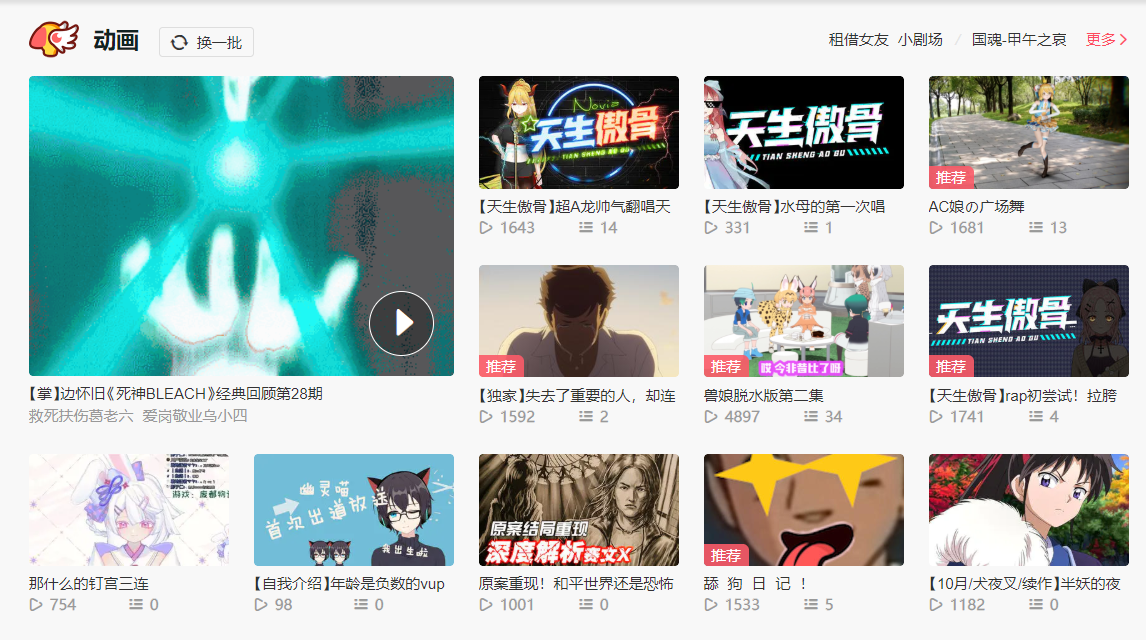 动画
换一批
租借女友 小剧场 / 国魂-甲午之哀 更多
Novia
天生傲骨
TIAN SHENG AO GU
天生傲骨
TIAN SHENG AO GU
推荐
【掌】边怀旧《死神BLEACH》经典回顾第28期
救死扶伤葛老六 爱岗敬业乌小四
【天生傲骨】超A龙帅气翻唱天
1643 14
【天生傲骨】水母的第一次唱
331 1
AC娘の广场舞
1681 13
推荐
推荐
哎 今非昔比了呀
天生傲骨
TIAN SHENG AO GU
推荐
【独家】失去了重要的人，却连
1592 2
兽娘脱水版第二集
4897 34
【天生傲骨】rap初尝试！拉胯
1741 4
幽灵喵
首次出道放送
我出生啦
原案结局重现
深度解析
推荐
那什么的钉宫三连
754 0
【自我介绍】年龄是负数的vup
98 0
原案重现！和平世界还是恐怖
1001 0
舔 狗 日 记 ！
1533 5
【10月/犬夜叉/续作】半妖的夜
1182 0